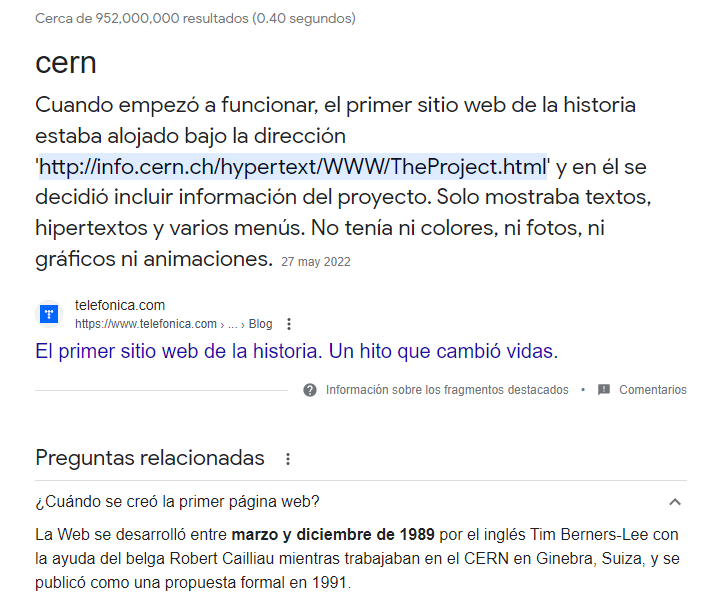 Cerca de 952,000,000 resultados (0.40 segundos)
cern
Cuando empezó a funcionar, el primer sitio web de la historia
estaba alojado bajo la dirección
'http://info.cern.ch/hypertext/WWW/TheProject.html' y en él se
decidió incluir información del proyecto. Solo mostraba textos,
hipertextos y varios menús. No tenía ni colores, ni fotos, ni
gráficos ni animaciones. 27 may 2022
telefonica.com
https://www.telefonica.com › ... › Blog
El primer sitio web de la historia. Un hito que cambió vidas.
Información sobre los fragmentos destacados • Comentarios
Preguntas relacionadas
¿Cuándo se creó la primer página web?
La Web se desarrolló entre marzo y diciembre de 1989 por el inglés Tim Berners-Lee con
la ayuda del belga Robert Cailliau mientras trabajaban en el CERN en Ginebra, Suiza, y se
publicó como una propuesta formal en 1991.